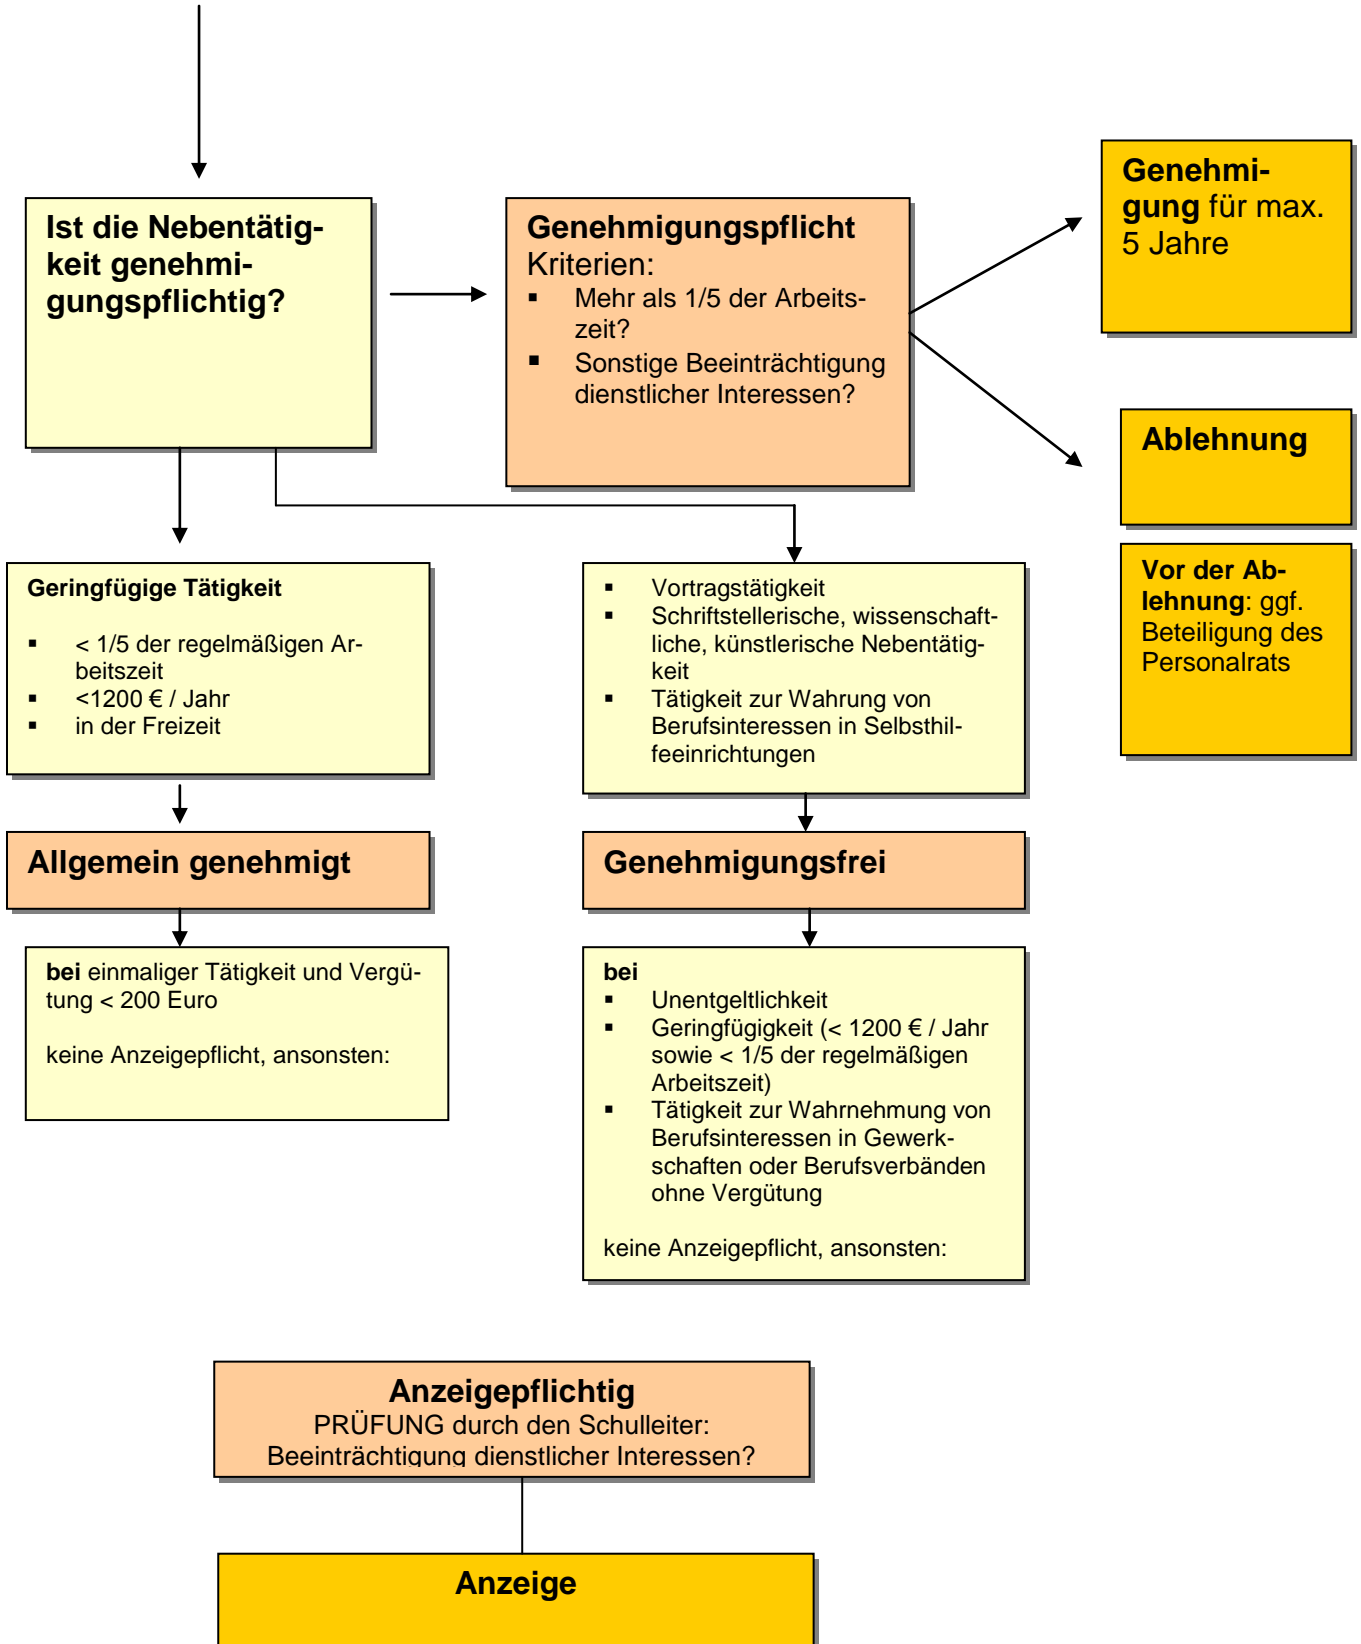 Ist die Nebentätig-
keit genehmi-
gungspflichtig?
Genehmigungspflicht
Kriterien:
▪ Mehr als 1/5 der Arbeits-
zeit?
▪ Sonstige Beeinträchtigung
dienstlicher Interessen?
Genehmi-
gung für max.
5 Jahre
Ablehnung
Vor der Ab-
lehnung: ggf.
Beteiligung des
Personalrats
Geringfügige Tätigkeit
▪ < 1/5 der regelmäßigen Ar-
beitszeit
▪ <1200 € / Jahr
▪ in der Freizeit
▪ Vortragstätigkeit
▪ Schriftstellerische, wissenschaft-
liche, künstlerische Nebentätig-
keit
▪ Tätigkeit zur Wahrung von
Berufsinteressen in Selbsthil-
feeinrichtungen
Allgemein genehmigt
Genehmigungsfrei
bei einmaliger Tätigkeit und Vergü-
tung < 200 Euro
keine Anzeigepflicht, ansonsten:
bei
▪ Unentgeltlichkeit
▪ Geringfügigkeit (< 1200 € / Jahr
sowie < 1/5 der regelmäßigen
Arbeitszeit)
▪ Tätigkeit zur Wahrnehmung von
Berufsinteressen in Gewerk-
schaften oder Berufsverbänden
ohne Vergütung
keine Anzeigepflicht, ansonsten:
Anzeigepflichtig
PRÜFUNG durch den Schulleiter:
Beeinträchtigung dienstlicher Interessen?
Anzeige